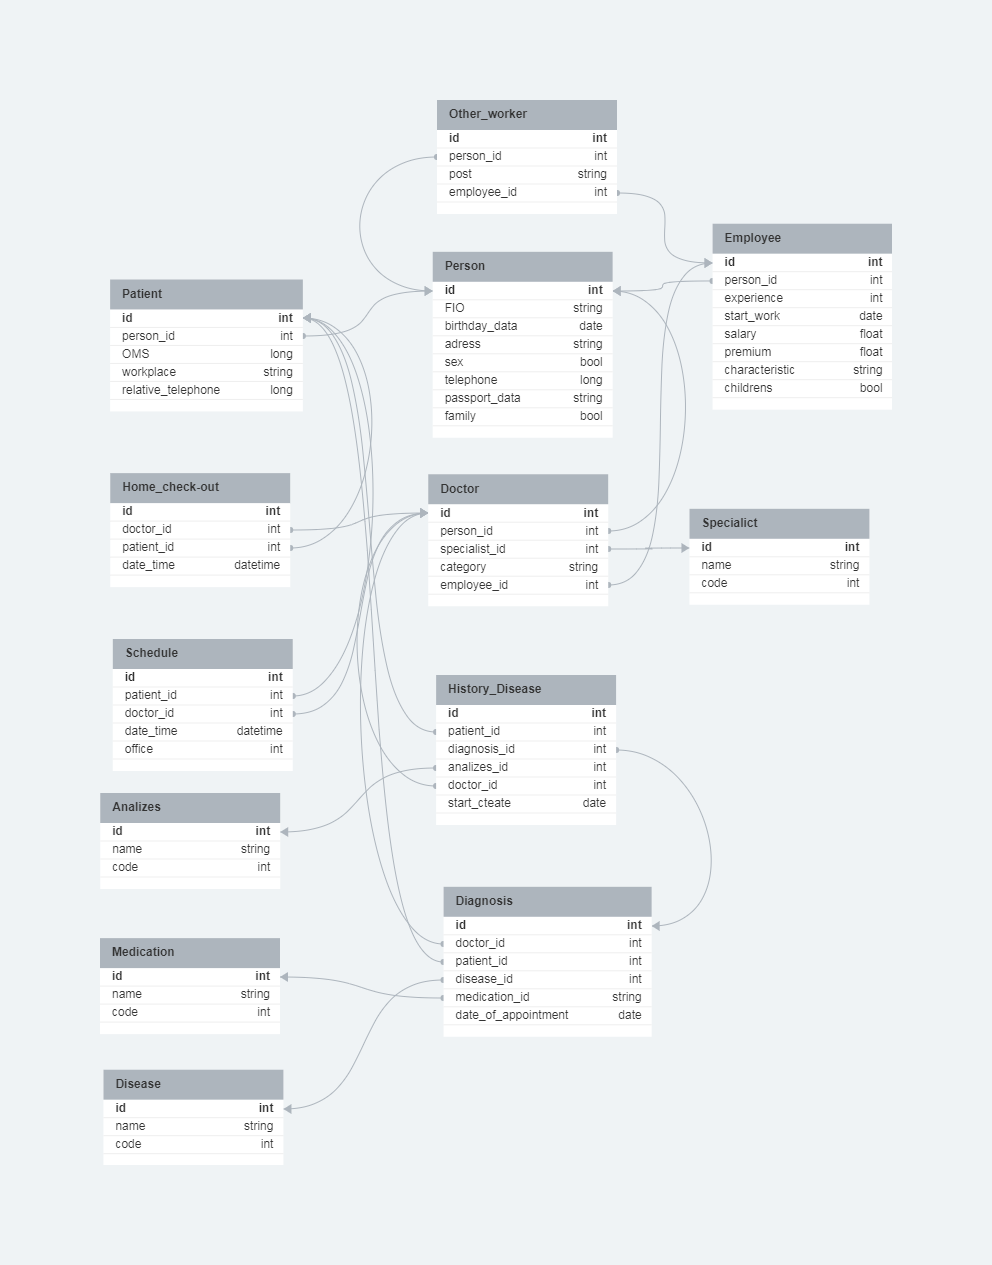 Other_worker
id int
person_id int
post string
employee_id int
Employee
id int
person_id int
experience int
start_work date
salary float
premium float
characteristic string
childrens bool
Person
id int
FIO string
birthday_data date
adress string
sex bool
telephone long
passport_data string
family bool
Patient
id int
person_id int
OMS long
workplace string
relative_telephone long
Home_check-out
id int
doctor_id int
patient_id int
date_time datetime
Doctor
id int
person_id int
specialist_id int
category string
employee_id int
Specialict
id int
name string
code int
Schedule
id int
patient_id int
doctor_id int
date_time datetime
office int
History_Disease
id int
patient_id int
diagnosis_id int
analizes_id int
doctor_id int
start_cteate date
Analizes
id int
name string
code int
Diagnosis
id int
doctor_id int
patient_id int
disease_id int
medication_id string
date_of_appointment date
Medication
id int
name string
code int
Disease
id int
name string
code int